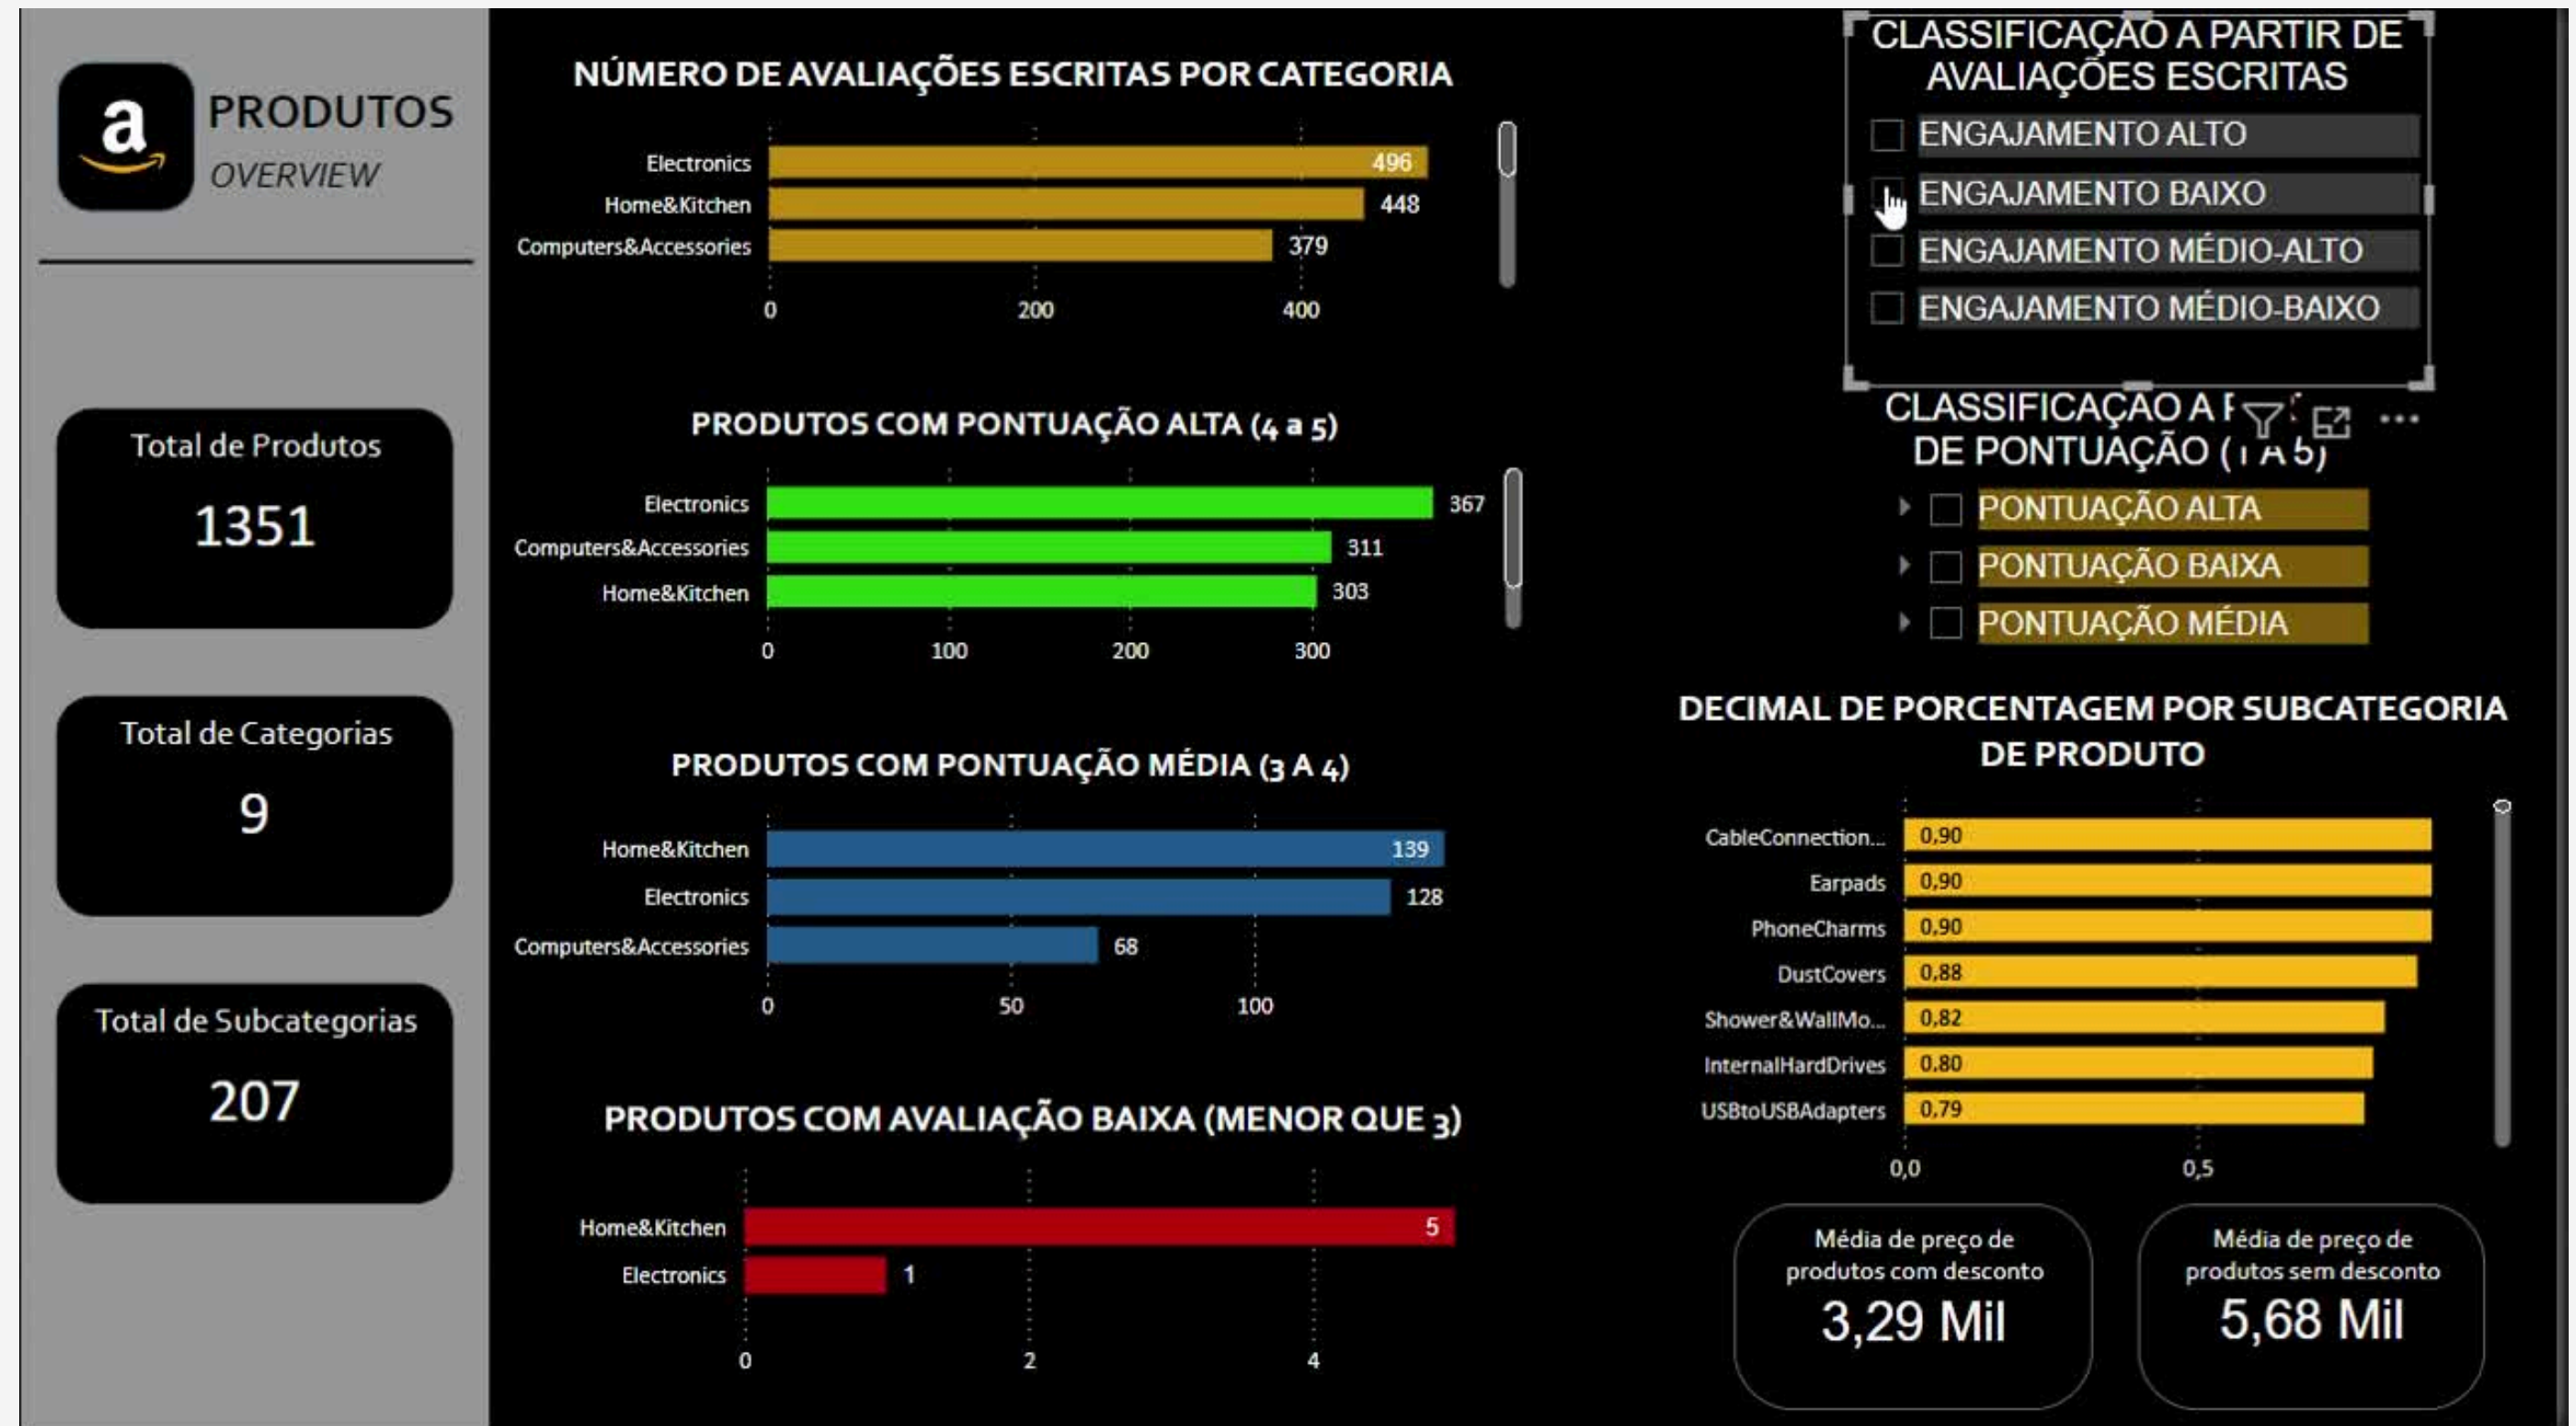 a
PRODUTOS
OVERVIEW
Total de Produtos
1351
Total de Categorias
9
Total de Subcategorias
207
NÚMERO DE AVALIAÇÕES ESCRITAS POR CATEGORIA
Electronics 496
Home&Kitchen 448
Computers&Accessories 379
0 200 400
PRODUTOS COM PONTUAÇÃO ALTA (4 a 5)
Electronics 367
Computers&Accessories 311
Home&Kitchen 303
0 100 200 300
PRODUTOS COM PONTUAÇÃO MÉDIA (3 A 4)
Home&Kitchen 139
Electronics 128
Computers&Accessories 68
0 50 100
PRODUTOS COM AVALIAÇÃO BAIXA (MENOR QUE 3)
Home&Kitchen 5
Electronics 1
0 2 4
CLASSIFICAÇÃO A PARTIR DE
AVALIAÇÕES ESCRITAS
ENGAJAMENTO ALTO
ENGAJAMENTO BAIXO
ENGAJAMENTO MÉDIO-ALTO
ENGAJAMENTO MÉDIO-BAIXO
CLASSIFICAÇÃO A
DE PONTUAÇÃO (1 A 5)
PONTUAÇÃO ALTA
PONTUAÇÃO BAIXA
PONTUAÇÃO MÉDIA
DECIMAL DE PORCENTAGEM POR SUBCATEGORIA
DE PRODUTO
CableConnection... 0,90
Earpads 0,90
PhoneCharms 0,90
DustCovers 0,88
Shower&WallMo... 0,82
InternalHardDrives 0,80
USBtoUSBAdapters 0,79
0,0 0,5
Média de preço de
produtos com desconto
3,29 Mil
Média de preço de
produtos sem desconto
5,68 Mil